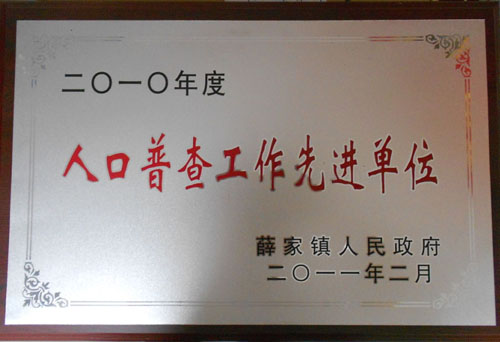 二〇一〇年度
人口普查工作先进单位
薛家镇人民政府
二〇一一年二月